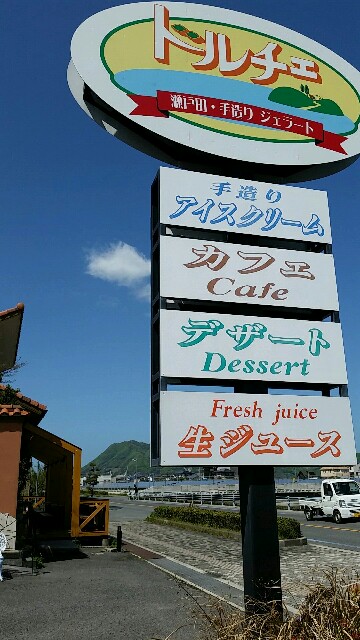 ドルチェ
瀬戸田・手造り ジェラート
手造り
アイスクリーム
カフェ
Cafe
デザート
Dessert
Fresh juice
生ジュース